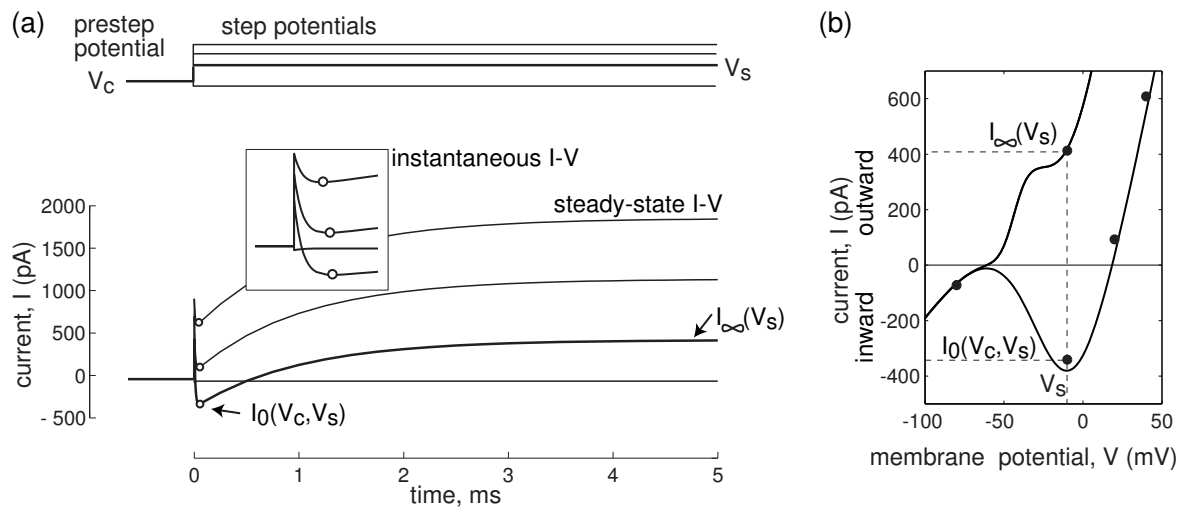 (a)
prestep
potential
step potentials
V_C
V_S
instantaneous I-V
steady-state I-V
2000
1500
1000
500
0
- 500
current, I (pA)
I_∞(V_S)
I_0(V_C,V_S)
0
1
2
3
4
5
time, ms
(b)
600
400
200
0
-200
-400
current, I (pA)
inward
outward
I_∞(V_S)
I_0(V_C,V_S)
V_S
-100
-50
0
50
membrane potential, V (mV)